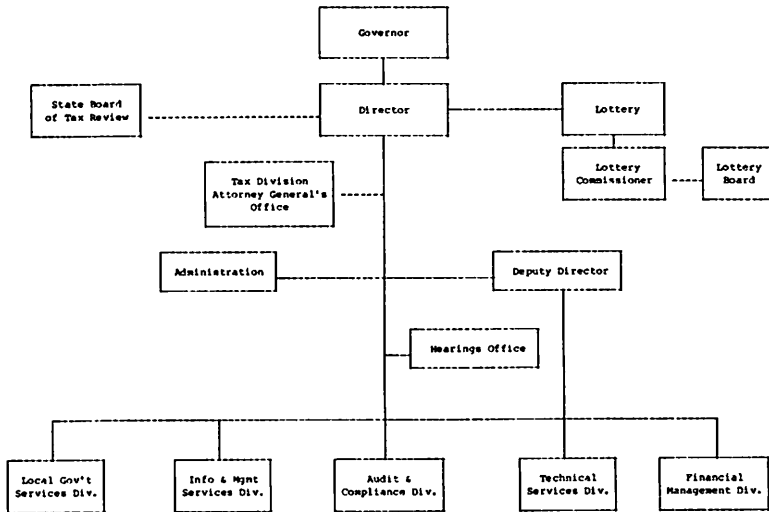 Governor
State Board
of Tax Review
Director
Lottery
Lottery
Commissioner
Lottery
Board
Tax Division
Attorney General's
Office
Administration
Deputy Director
Hearings Office
Local Gov't
Services Div.
Info & Mgmt
Services Div.
Audit &
Compliance Div.
Technical
Services Div.
Financial
Management Div.